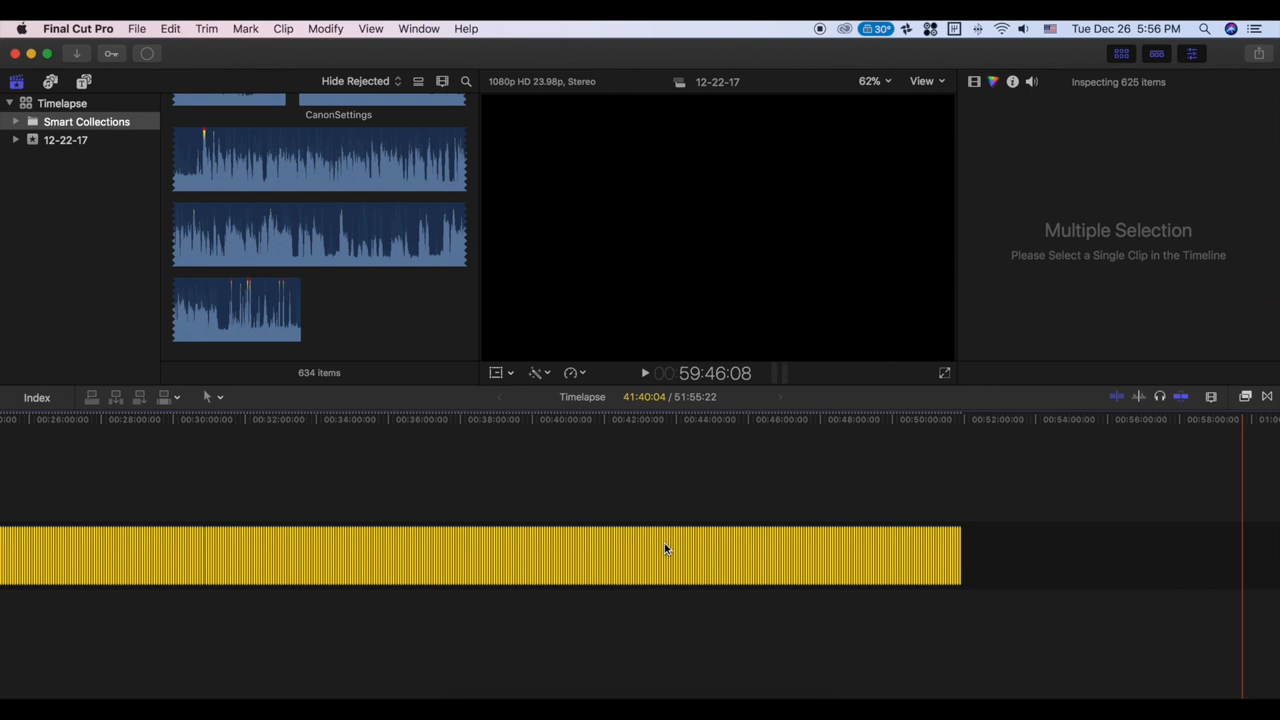 Final Cut Pro File Edit Trim Mark Clip Modify View Window Help 30° Tue Dec 26 5:56 PM
Hide Rejected 1080p HD 23.98p, Stereo 12-22-17 62% View Inspecting 625 items
Timelapse
Smart Collections
12-22-17
CanonSettings
Multiple Selection
Please Select a Single Clip in the Timeline
634 items 00 59:46:08
Index Timelapse 41:40:04 / 51:55:22
00:26:00:00 00:28:00:00 00:30:00:00 00:32:00:00 00:34:00:00 00:36:00:00 00:38:00:00 00:40:00:00 00:42:00:00 00:44:00:00 00:46:00:00 00:48:00:00 00:50:00:00 00:52:00:00 00:54:00:00 00:56:00:00 00:58:00:00